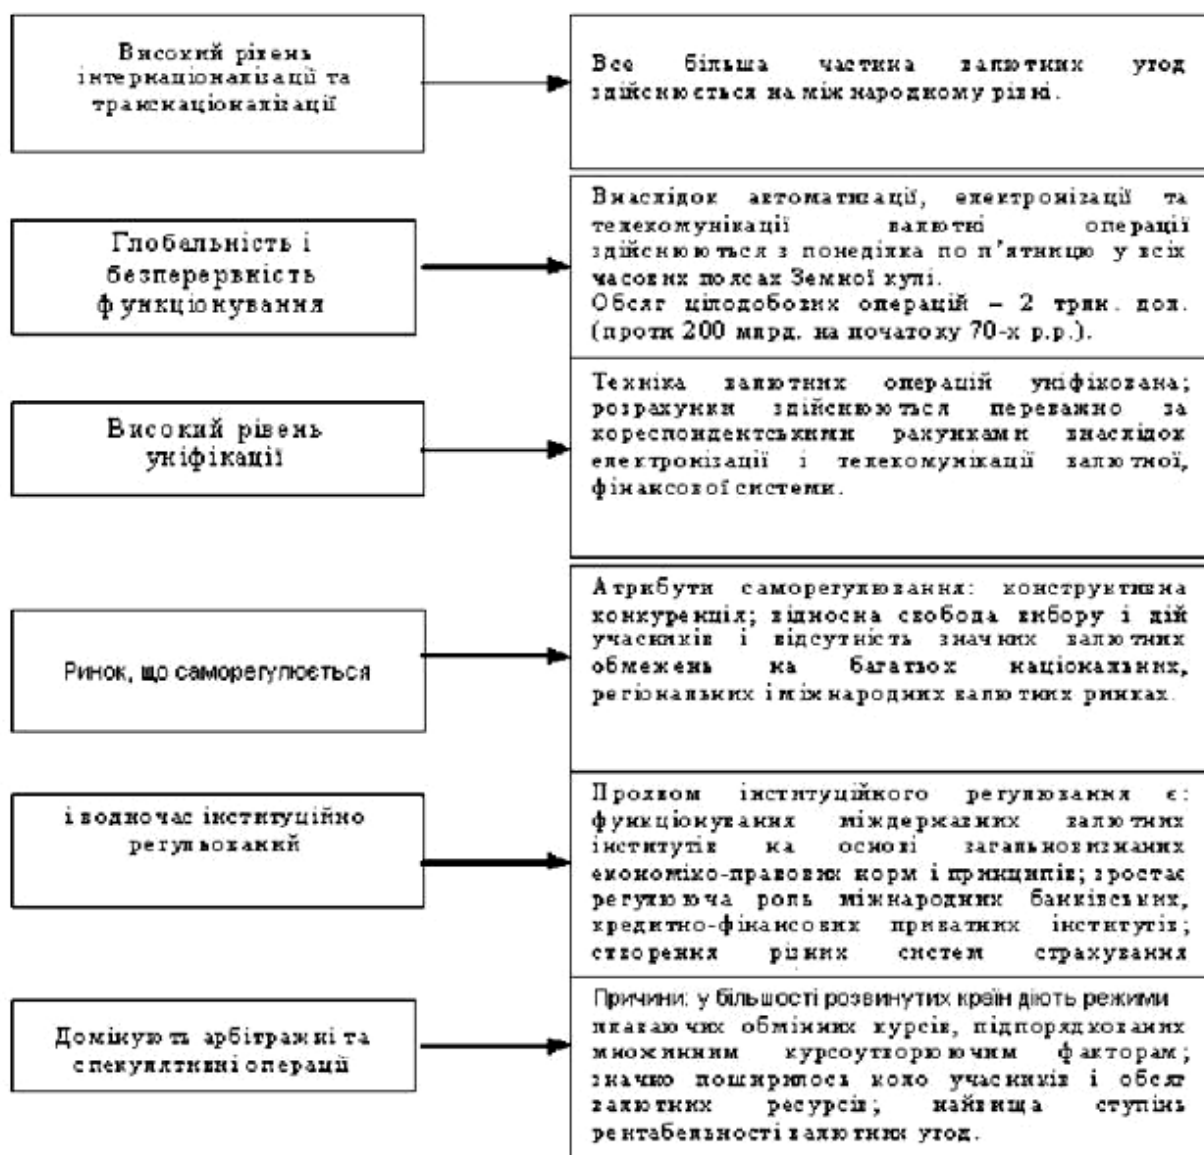 Високий рівень
інтернаціоналізації та
транснаціоналізації
Все більша частина валютних угод
здійснюється на міжнародному рівні.
Глобальність і
безперервність
функціонування
Внаслідок автоматизації, електронізації та
телекомунікації валютні операції
здійснюються з понеділка по п’ятницю у всіх
часових поясах Земної кулі.
Обсяг цілодобових операцій – 2 трлн. дол.
(проти 200 млрд. на початоку 70-х р.р.).
Високий рівень
уніфікації
Техніка валютних операцій уніфікована;
розрахунки здійснюються переважно за
кореспондентськими рахунками внаслідок
електронізації і телекомунікації валютної,
фінансової системи.
Ринок, що саморегулюється
Атрибути саморегулювання: конструктивна
конкуренція; відносна свобода вибору і дій
учасників і відсутність значних валютних
обмежень на багатьох національних,
регіональних і міжнародних валютних ринках.
і водночас інституційно
регульований
Проявом інституційного регулювання є:
функціонування міждержавних валютних
інститутів на основі загальновизнаних
економіко-правових норм і принципів; зростає
регулююча роль міжнародних банківських,
кредитно-фінансових приватних інститутів;
створення різних систем страхування
Домінують арбітражні та
спекулятивні операції
Причини: у більшості розвинутих країн діють режими
плаваючих обмінних курсів, підпорядкованих
множинним курсоутворюючим факторам;
значно поширилось коло учасників і обсяг
валютних ресурсів; найвища ступінь
рентабельності валютних угод.